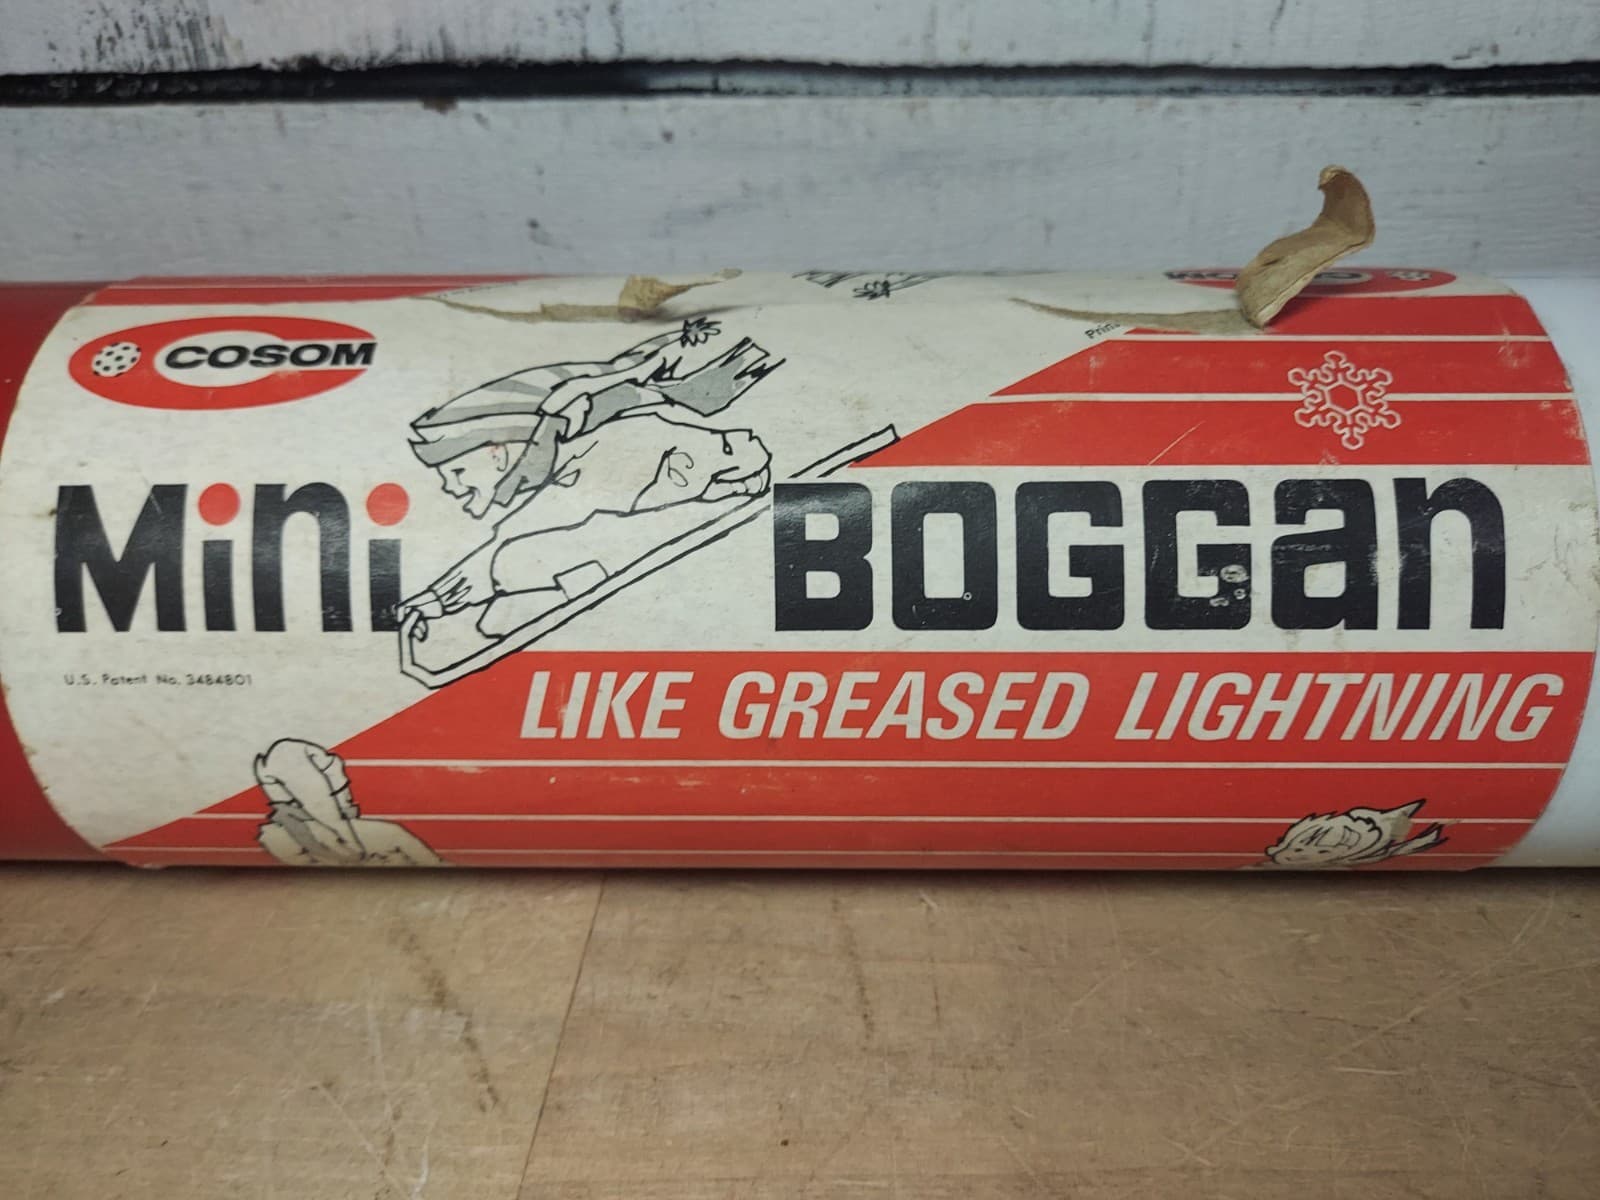 COSOM
Mini BOGGan
U.S. Patent No. 3484801
LIKE GREASED LIGHTNING